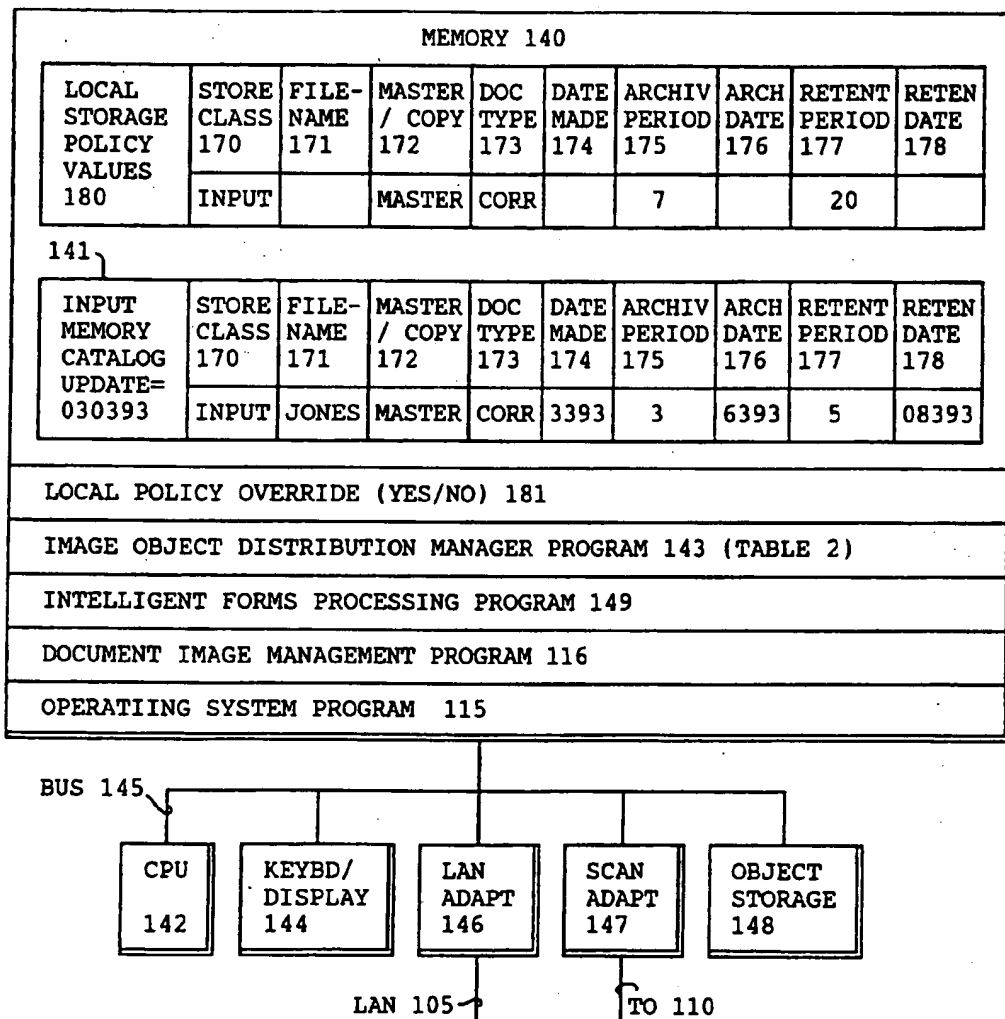 MEMORY 140
LOCAL STORAGE POLICY VALUES 180
STORE CLASS 170
FILE-NAME 171
MASTER / COPY 172
DOC TYPE 173
DATE MADE 174
ARCHIV PERIOD 175
ARCH DATE 176
RETENT PERIOD 177
RETEN DATE 178
INPUT MASTER CORR 7 20
141
INPUT MEMORY CATALOG UPDATE= 030393
STORE CLASS 170
FILE-NAME 171
MASTER / COPY 172
DOC TYPE 173
DATE MADE 174
ARCHIV PERIOD 175
ARCH DATE 176
RETENT PERIOD 177
RETEN DATE 178
INPUT JONES MASTER CORR 3393 3 6393 5 08393
LOCAL POLICY OVERRIDE (YES/NO) 181
IMAGE OBJECT DISTRIBUTION MANAGER PROGRAM 143 (TABLE 2)
INTELLIGENT FORMS PROCESSING PROGRAM 149
DOCUMENT IMAGE MANAGEMENT PROGRAM 116
OPERATIING SYSTEM PROGRAM 115
BUS 145
CPU 142
KEYBD/ DISPLAY 144
LAN ADAPT 146
SCAN ADAPT 147
OBJECT STORAGE 148
LAN 105
TO 110